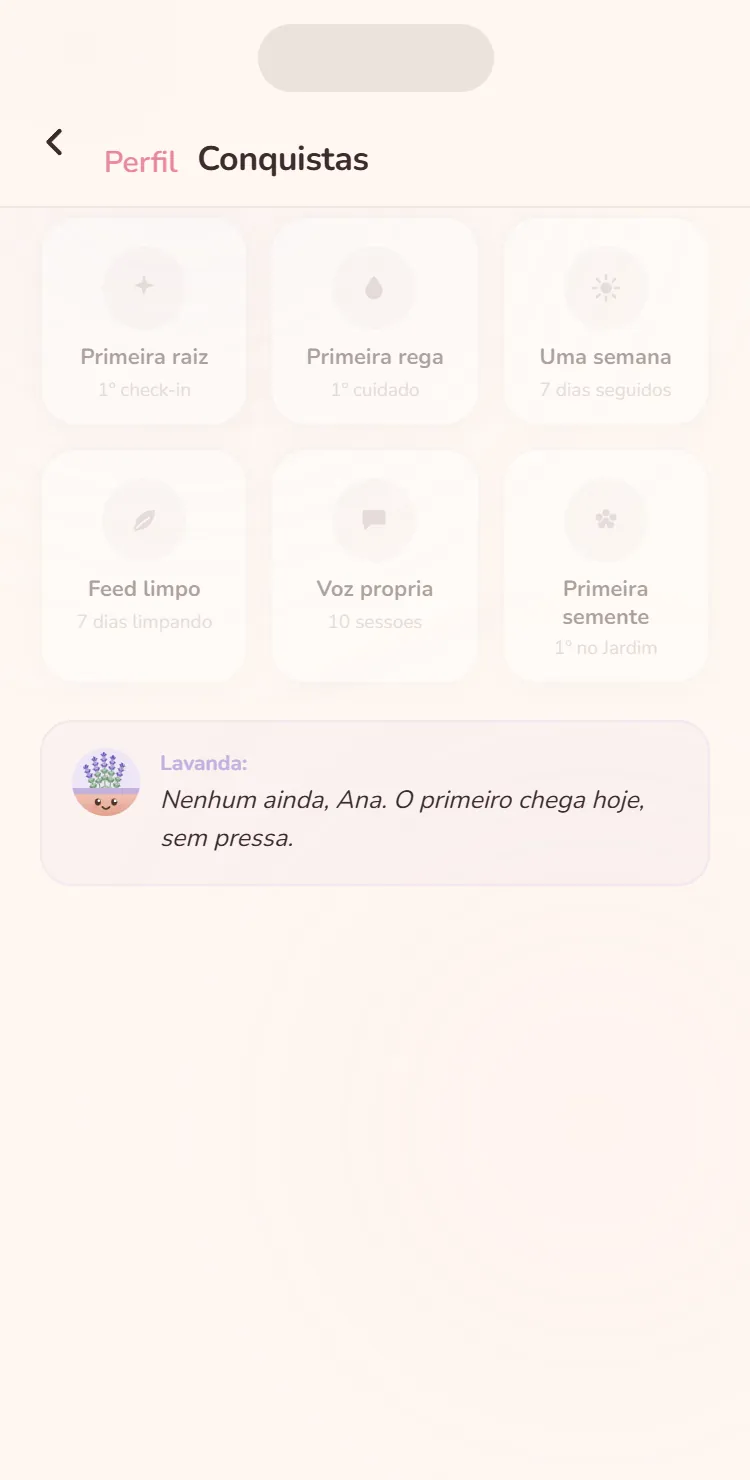 Perfil Conquistas
Primeira raiz
1º check-in
Primeira rega
1º cuidado
Uma semana
7 dias seguidos
Feed limpo
7 dias limpando
Voz propria
10 sessoes
Primeira
semente
1º no Jardim
Lavanda:
Nenhum ainda, Ana. O primeiro chega hoje,
sem pressa.